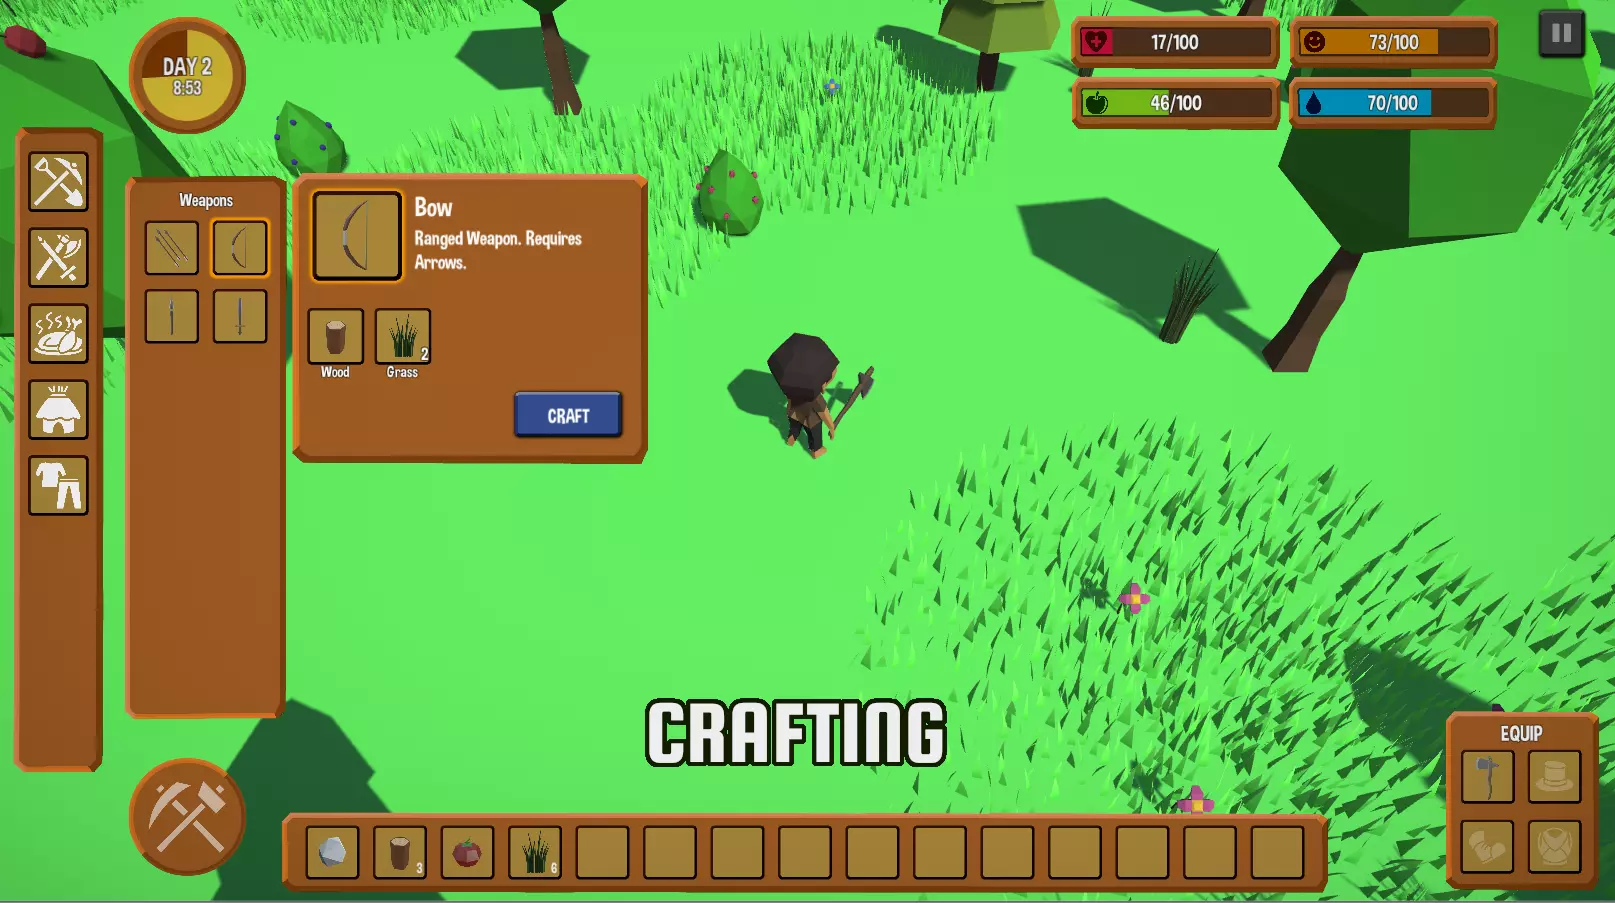 DAY 2
8:53
17/100
73/100
46/100
70/100
Weapons
Bow
Ranged Weapon. Requires
Arrows.
2
Wood
Grass
CRAFT
CRAFTING
EQUIP
3
6